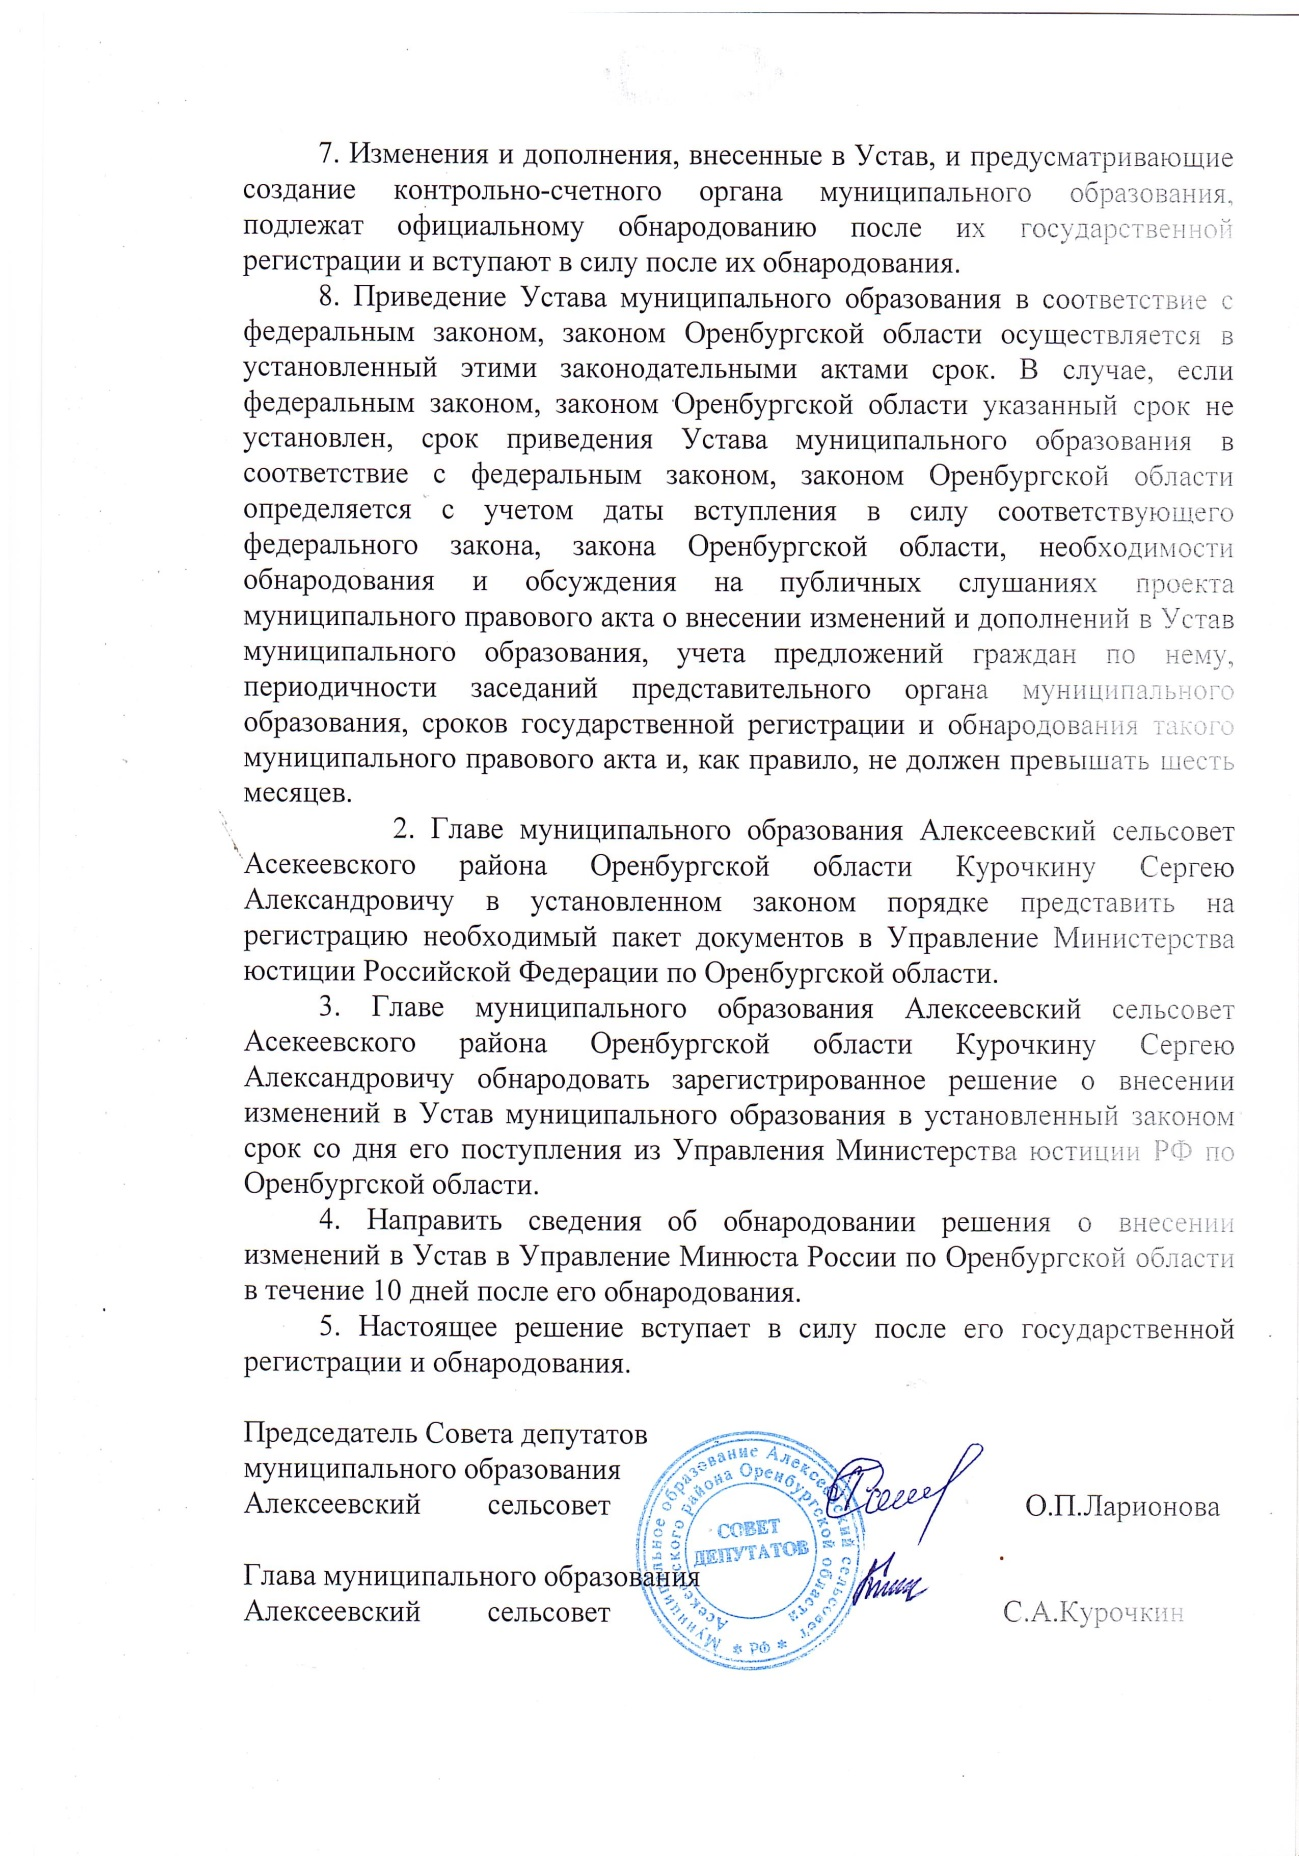 7. Изменения и дополнения, внесенные в Устав, и предусматривающие
создание контрольно-счетного органа муниципального образования,
подлежат официальному обнародованию после их государственной
регистрации и вступают в силу после их обнародования.
8. Приведение Устава муниципального образования в соответствие с
федеральным законом, законом Оренбургской области осуществляется в
установленный этими законодательными актами срок. В случае, если
федеральным законом, законом Оренбургской области указанный срок не
установлен, срок приведения Устава муниципального образования в
соответствие с федеральным законом, законом Оренбургской области
определяется с учетом даты вступления в силу соответствующего
федерального закона, закона Оренбургской области, необходимости
обнародования и обсуждения на публичных слушаниях проекта
муниципального правового акта о внесении изменений и дополнений в Устав
муниципального образования, учета предложений граждан по нему,
периодичности заседаний представительного органа муниципального
образования, сроков государственной регистрации и обнародования такого
муниципального правового акта и, как правило, не должен превышать шесть
месяцев.
2. Главе муниципального образования Алексеевский сельсовет
Асекеевского района Оренбургской области Курочкину Сергею
Александровичу в установленном законом порядке представить на
регистрацию необходимый пакет документов в Управление Министерства
юстиции Российской Федерации по Оренбургской области.
3. Главе муниципального образования Алексеевский сельсовет
Асекеевского района Оренбургской области Курочкину Сергею
Александровичу обнародовать зарегистрированное решение о внесении
изменений в Устав муниципального образования в установленный законом
срок со дня его поступления из Управления Министерства юстиции РФ по
Оренбургской области.
4. Направить сведения об обнародовании решения о внесении
изменений в Устав в Управление Минюста России по Оренбургской области
в течение 10 дней после его обнародования.
5. Настоящее решение вступает в силу после его государственной
регистрации и обнародования.
Председатель Совета депутатов
муниципального образования
Алексеевский сельсовет О.П.Ларионова
Глава муниципального образования
Алексеевский сельсовет С.А.Курочкин
Муниципальное образование Алексеевский сельсовет
Асекеевского района Оренбургской области
СОВЕТ
ДЕПУТАТОВ
* РФ *